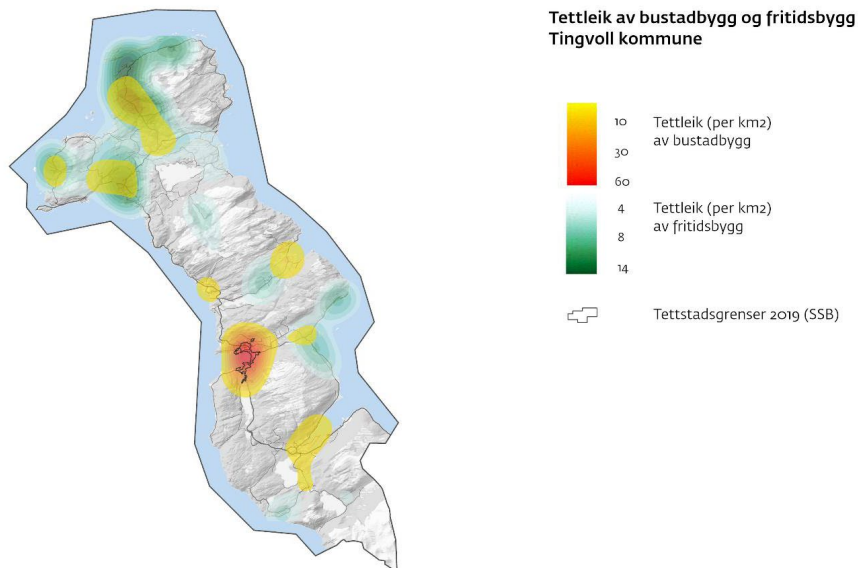 Tettleik av bustadbygg og fritidsbygg
Tingvoll kommune
10
30
60
Tettleik (per km2)
av bustadbygg
4
8
14
Tettleik (per km2)
av fritidsbygg
Tettstadsgrenser 2019 (SSB)